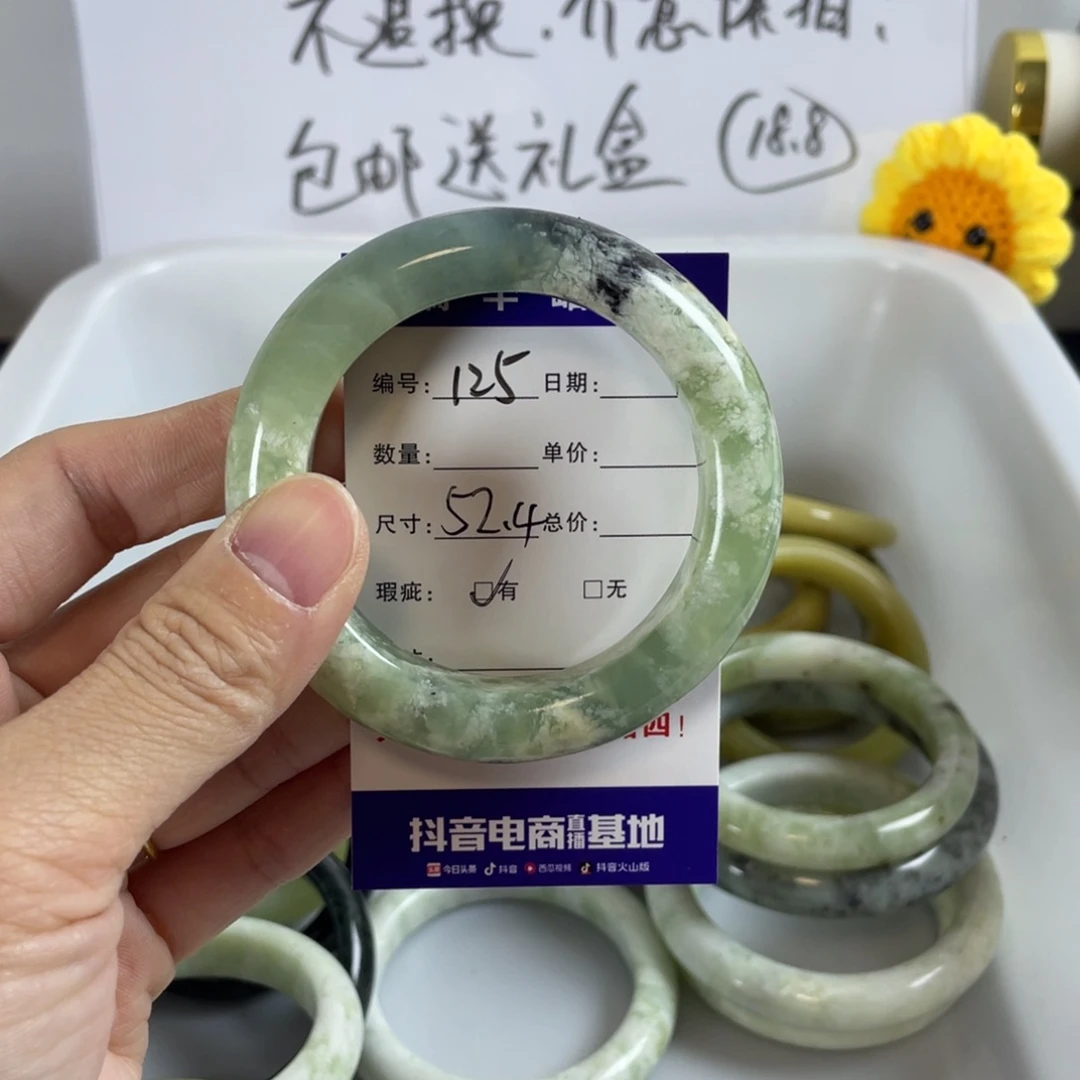 不退换，介意慎拍！
包邮送礼盒 18.8
编号：125 日期：
数量： 单价：
尺寸：52.4 总价：
瑕疵：☑有 □无
四！
抖音电商直播基地
今日头条 抖音 西瓜视频 抖音火山版